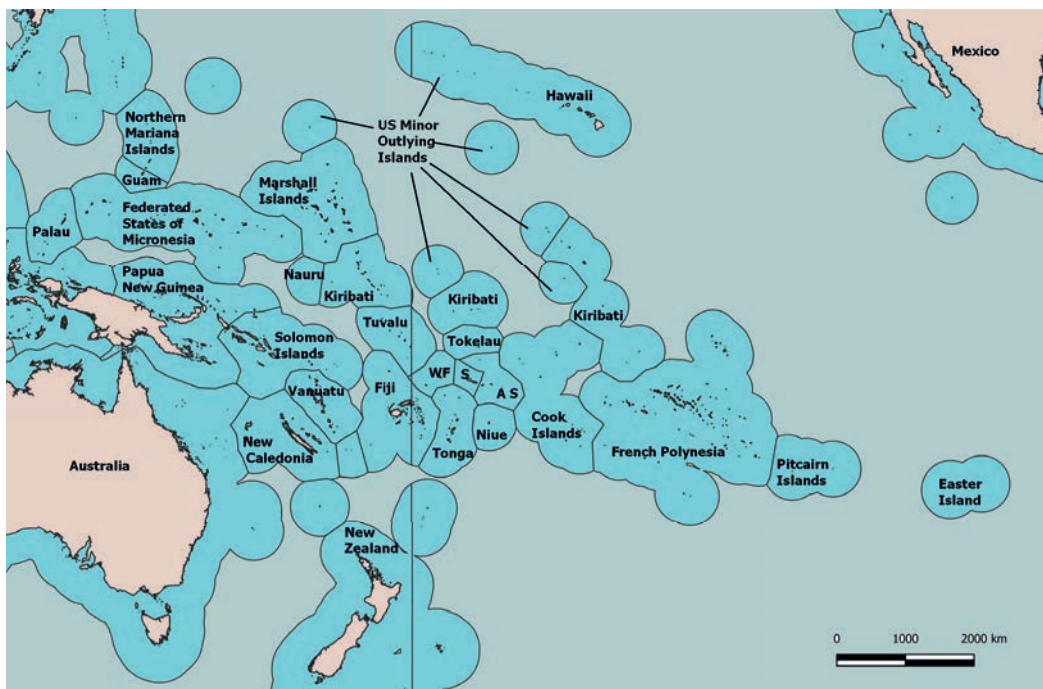 Mexico
Hawaii
Northern
Mariana
Islands
US Minor
Outlying
Islands
Guam
Marshall
Islands
Federated
States of
Micronesia
Palau
Papua
New Guinea
Nauru
Kiribati
Kiribati
Kiribati
Tuvalu
Tokelau
Solomon
Islands
WF
S
A S
Vanuatu
Fiji
Cook
Islands
Niue
Tonga
New
Caledonia
French Polynesia
Pitcairn
Islands
Easter
Island
Australia
New
Zealand
0 1000 2000 km